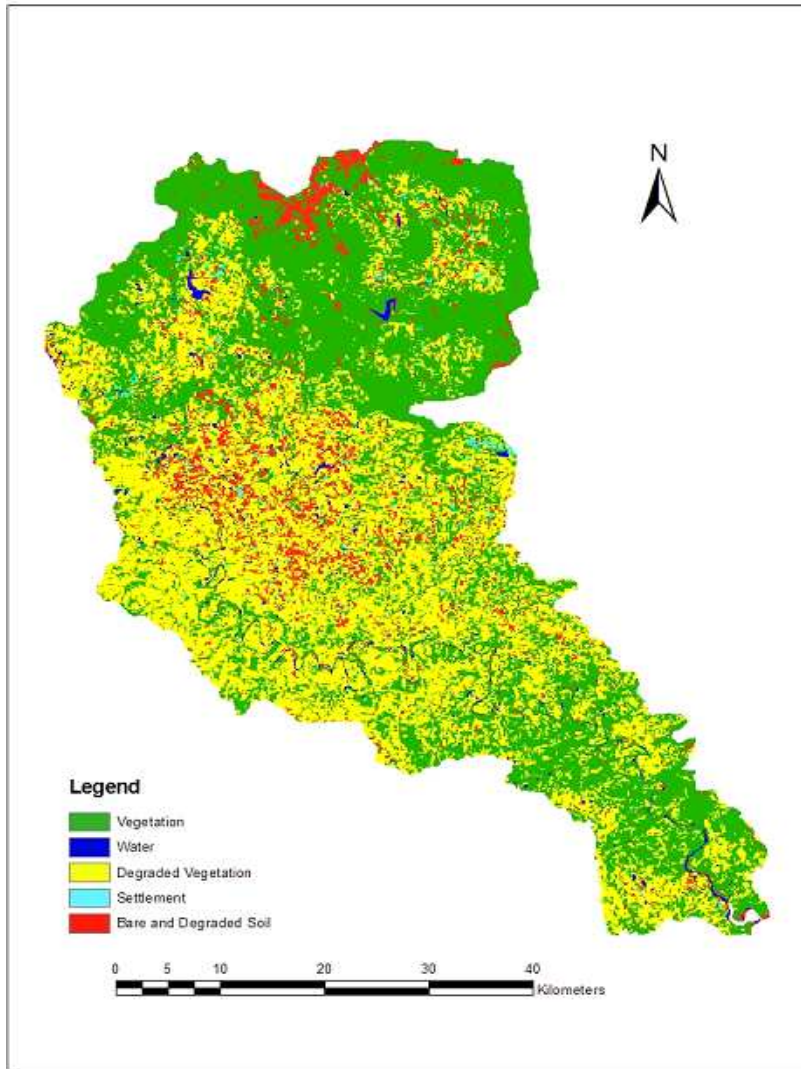 N
Legend
Vegetation
Water
Degraded Vegetation
Settlement
Bare and Degraded Soil
0 5 10 20 30 40
Kilometers